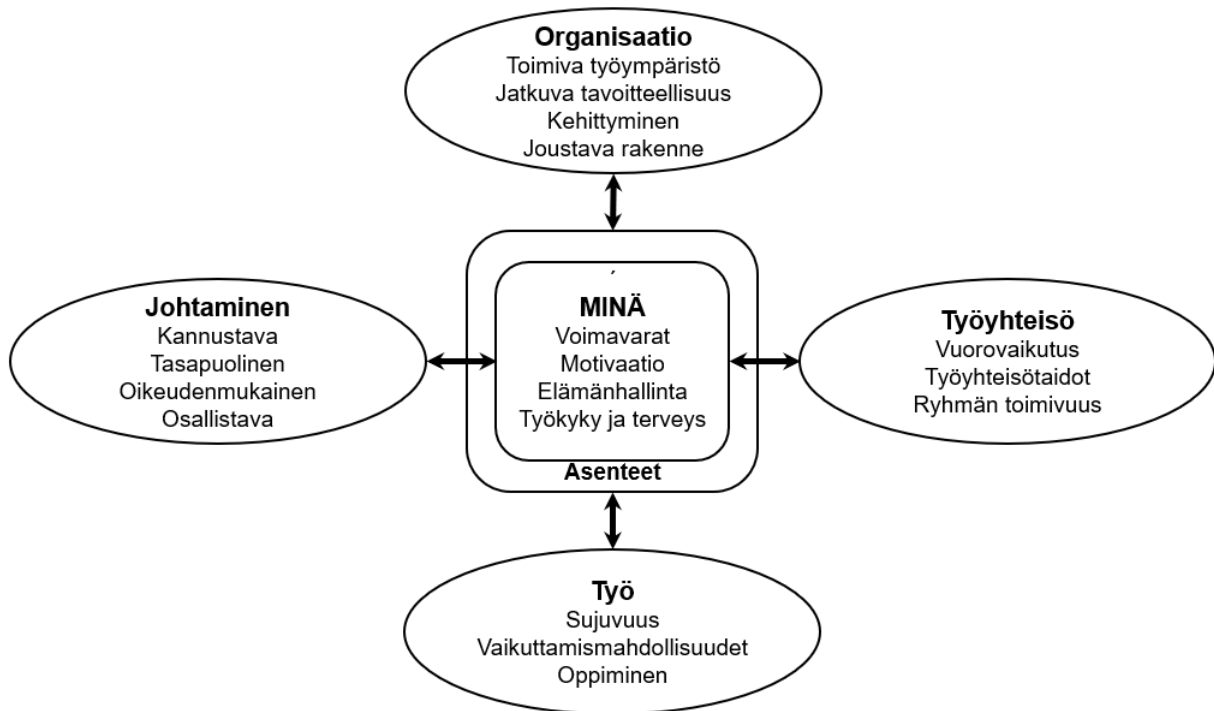 Organisaatio
Toimiva työympäristö
Jatkuva tavoitteellisuus
Kehittyminen
Joustava rakenne
Johtaminen
Kannustava
Tasapuolinen
Oikeudenmukainen
Osallistava
´
MINÄ
Voimavarat
Motivaatio
Elämänhallinta
Työkyky ja terveys
Asenteet
Työyhteisö
Vuorovaikutus
Työyhteisötaidot
Ryhmän toimivuus
Työ
Sujuvuus
Vaikuttamismahdollisuudet
Oppiminen